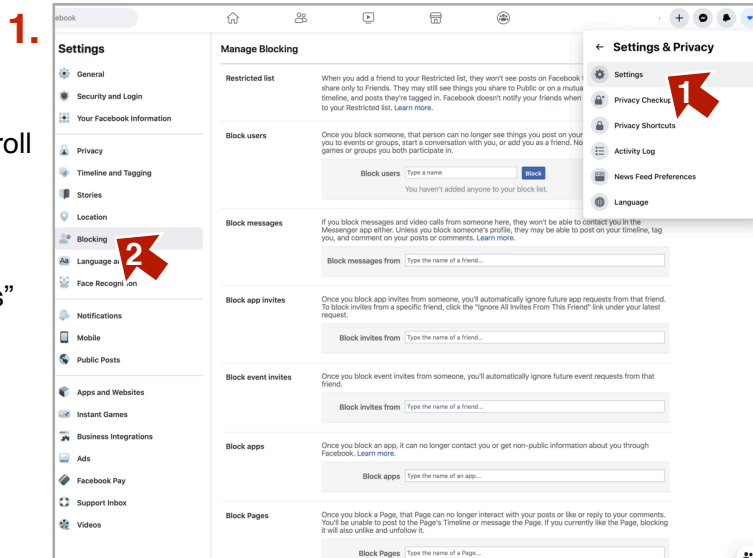 1.
ebook
roll
s”
Settings
General
Security and Login
Your Facebook Information
Privacy
Timeline and Tagging
Stories
Location
Blocking
2
Language a
Face Recogni on
Notifications
Mobile
Public Posts
Apps and Websites
Instant Games
Business Integrations
Ads
Facebook Pay
Support Inbox
Videos
Manage Blocking
Restricted list
When you add a friend to your Restricted list, they won't see posts on Facebook
share only to Friends. They may still see things you share to Public or on a mutua
timeline, and posts they're tagged in. Facebook doesn't notify your friends when
to your Restricted list. Learn more.
Block users
Once you block someone, that person can no longer see things you post on your
you to events or groups, start a conversation with you, or add you as a friend. No
games or groups you both participate in.
Block users Type a name Block
You haven't added anyone to your block list.
Block messages
If you block messages and video calls from someone here, they won't be able to contact you in the
Messenger app either. Unless you block someone's profile, they may be able to post on your timeline, tag
you, and comment on your posts or comments. Learn more.
Block messages from Type the name of a friend...
Block app invites
Once you block app invites from someone, you'll automatically ignore future app requests from that friend.
To block invites from a specific friend, click the "Ignore All Invites From This Friend" link under your latest
request.
Block invites from Type the name of a friend...
Block event invites
Once you block event invites from someone, you'll automatically ignore future event requests from that
friend.
Block invites from Type the name of a friend...
Block apps
Once you block an app, it can no longer contact you or get non-public information about you through
Facebook. Learn more.
Block apps Type the name of an app...
Block Pages
Once you block a Page, that Page can no longer interact with your posts or like or reply to your comments.
You'll be unable to post to the Page's Timeline or message the Page. If you currently like the Page, blocking
it will also unlike and unfollow it.
Block Pages Type the name of a Page...
Settings & Privacy
Settings
1
Privacy Checkup
Privacy Shortcuts
Activity Log
News Feed Preferences
Language